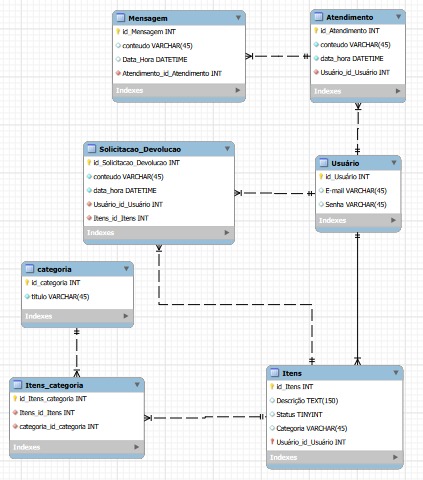 Mensagem
id_Mensagem INT
conteudo VARCHAR(45)
Data_Hora DATETIME
Atendimento_id_Atendimento INT
Indexes
Atendimento
id_Atendimento INT
conteudo VARCHAR(45)
data_hora DATETIME
Usuário_id_Usuário INT
Indexes
Solicitacao_Devolucao
id_Solicitacao_Devolucao INT
conteudo VARCHAR(45)
data_hora DATETIME
Usuário_id_Usuário INT
Itens_id_Itens INT
Indexes
Usuário
id_Usuário INT
E-mail VARCHAR(45)
Senha VARCHAR(45)
Indexes
categoria
id_categoria INT
titulo VARCHAR(45)
Indexes
Itens_categoria
id_Itens_categoria INT
Itens_id_Itens INT
categoria_id_categoria INT
Indexes
Itens
id_Itens INT
Descrição TEXT(150)
Status TINYINT
Categoria VARCHAR(45)
Usuário_id_Usuário INT
Indexes